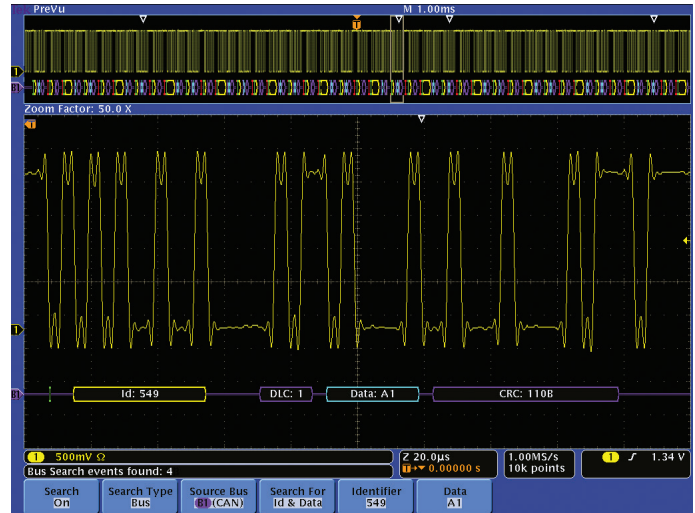 PreVu M 1.00ms
T
1
B1
Zoom Factor: 50.0 X
T
1
B1 Id: 549 DLC: 1 Data: A1 CRC: 110B
1 500mV Ω Z 20.0µs 1.00MS/s 1 1.34 V
T→▼ 0.00000 s 10k points
Bus Search events found: 4
Search Search Type Source Bus Search For Identifier Data
On Bus B1 (CAN) Id & Data 549 A1